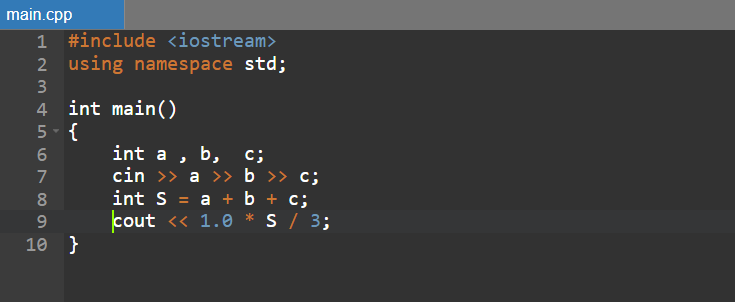 main.cpp
1 #include <iostream>
2 using namespace std;
3
4 int main()
5 {
6     int a , b,  c;
7     cin >> a >> b >> c;
8     int S = a + b + c;
9     cout << 1.0 * S / 3;
10 }